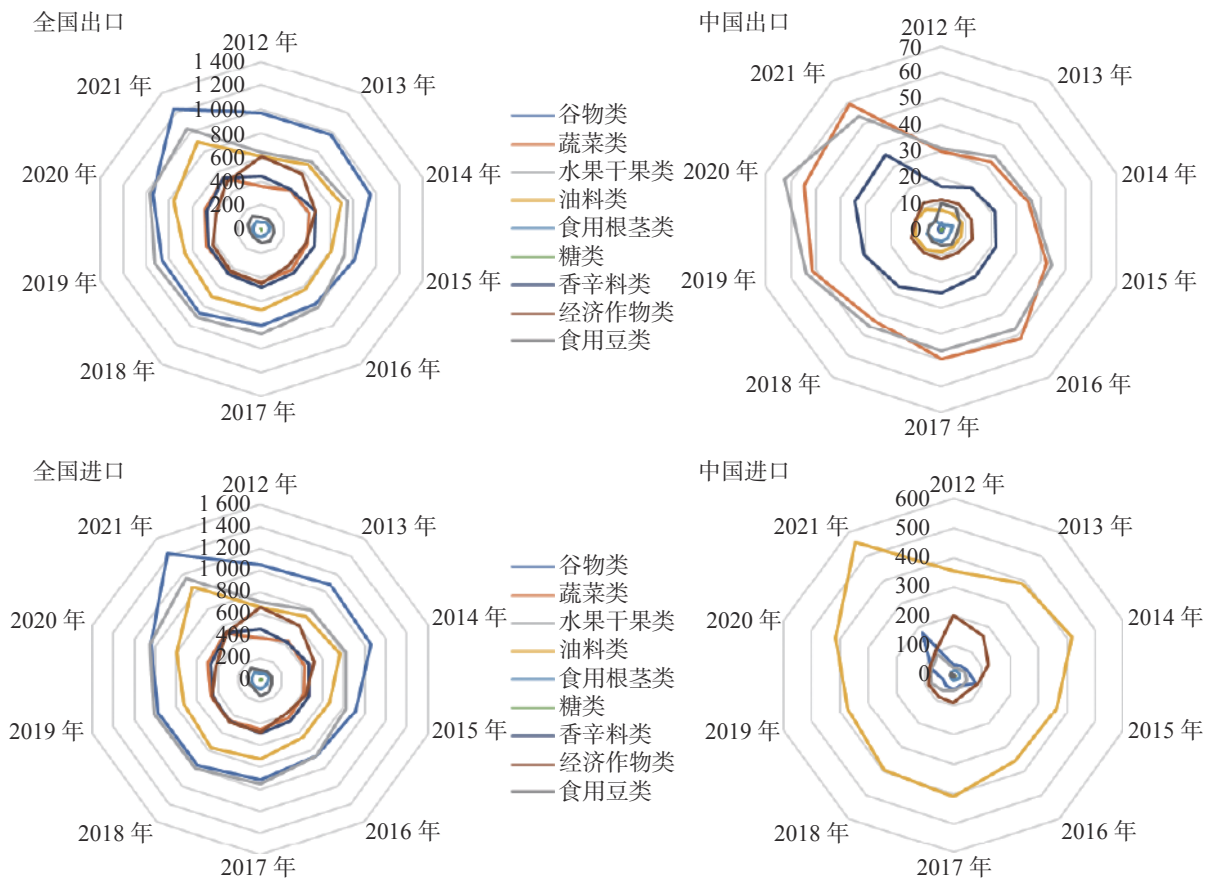 全国出口
2012 年
1 400
1 200
1 000
800
600
400
200
0
2013 年
2014 年
2015 年
2016 年
2017 年
2018 年
2019 年
2020 年
2021 年
谷物类
蔬菜类
水果干果类
油料类
食用根茎类
糖类
香辛料类
经济作物类
食用豆类
中国出口
2012 年
70
60
50
40
30
20
10
0
2013 年
2014 年
2015 年
2016 年
2017 年
2018 年
2019 年
2020 年
2021 年
全国进口
2012 年
1 600
1 400
1 200
1 000
800
600
400
200
0
2013 年
2014 年
2015 年
2016 年
2017 年
2018 年
2019 年
2020 年
2021 年
谷物类
蔬菜类
水果干果类
油料类
食用根茎类
糖类
香辛料类
经济作物类
食用豆类
中国进口
2012 年
600
500
400
300
200
100
0
2013 年
2014 年
2015 年
2016 年
2017 年
2018 年
2019 年
2020 年
2021 年